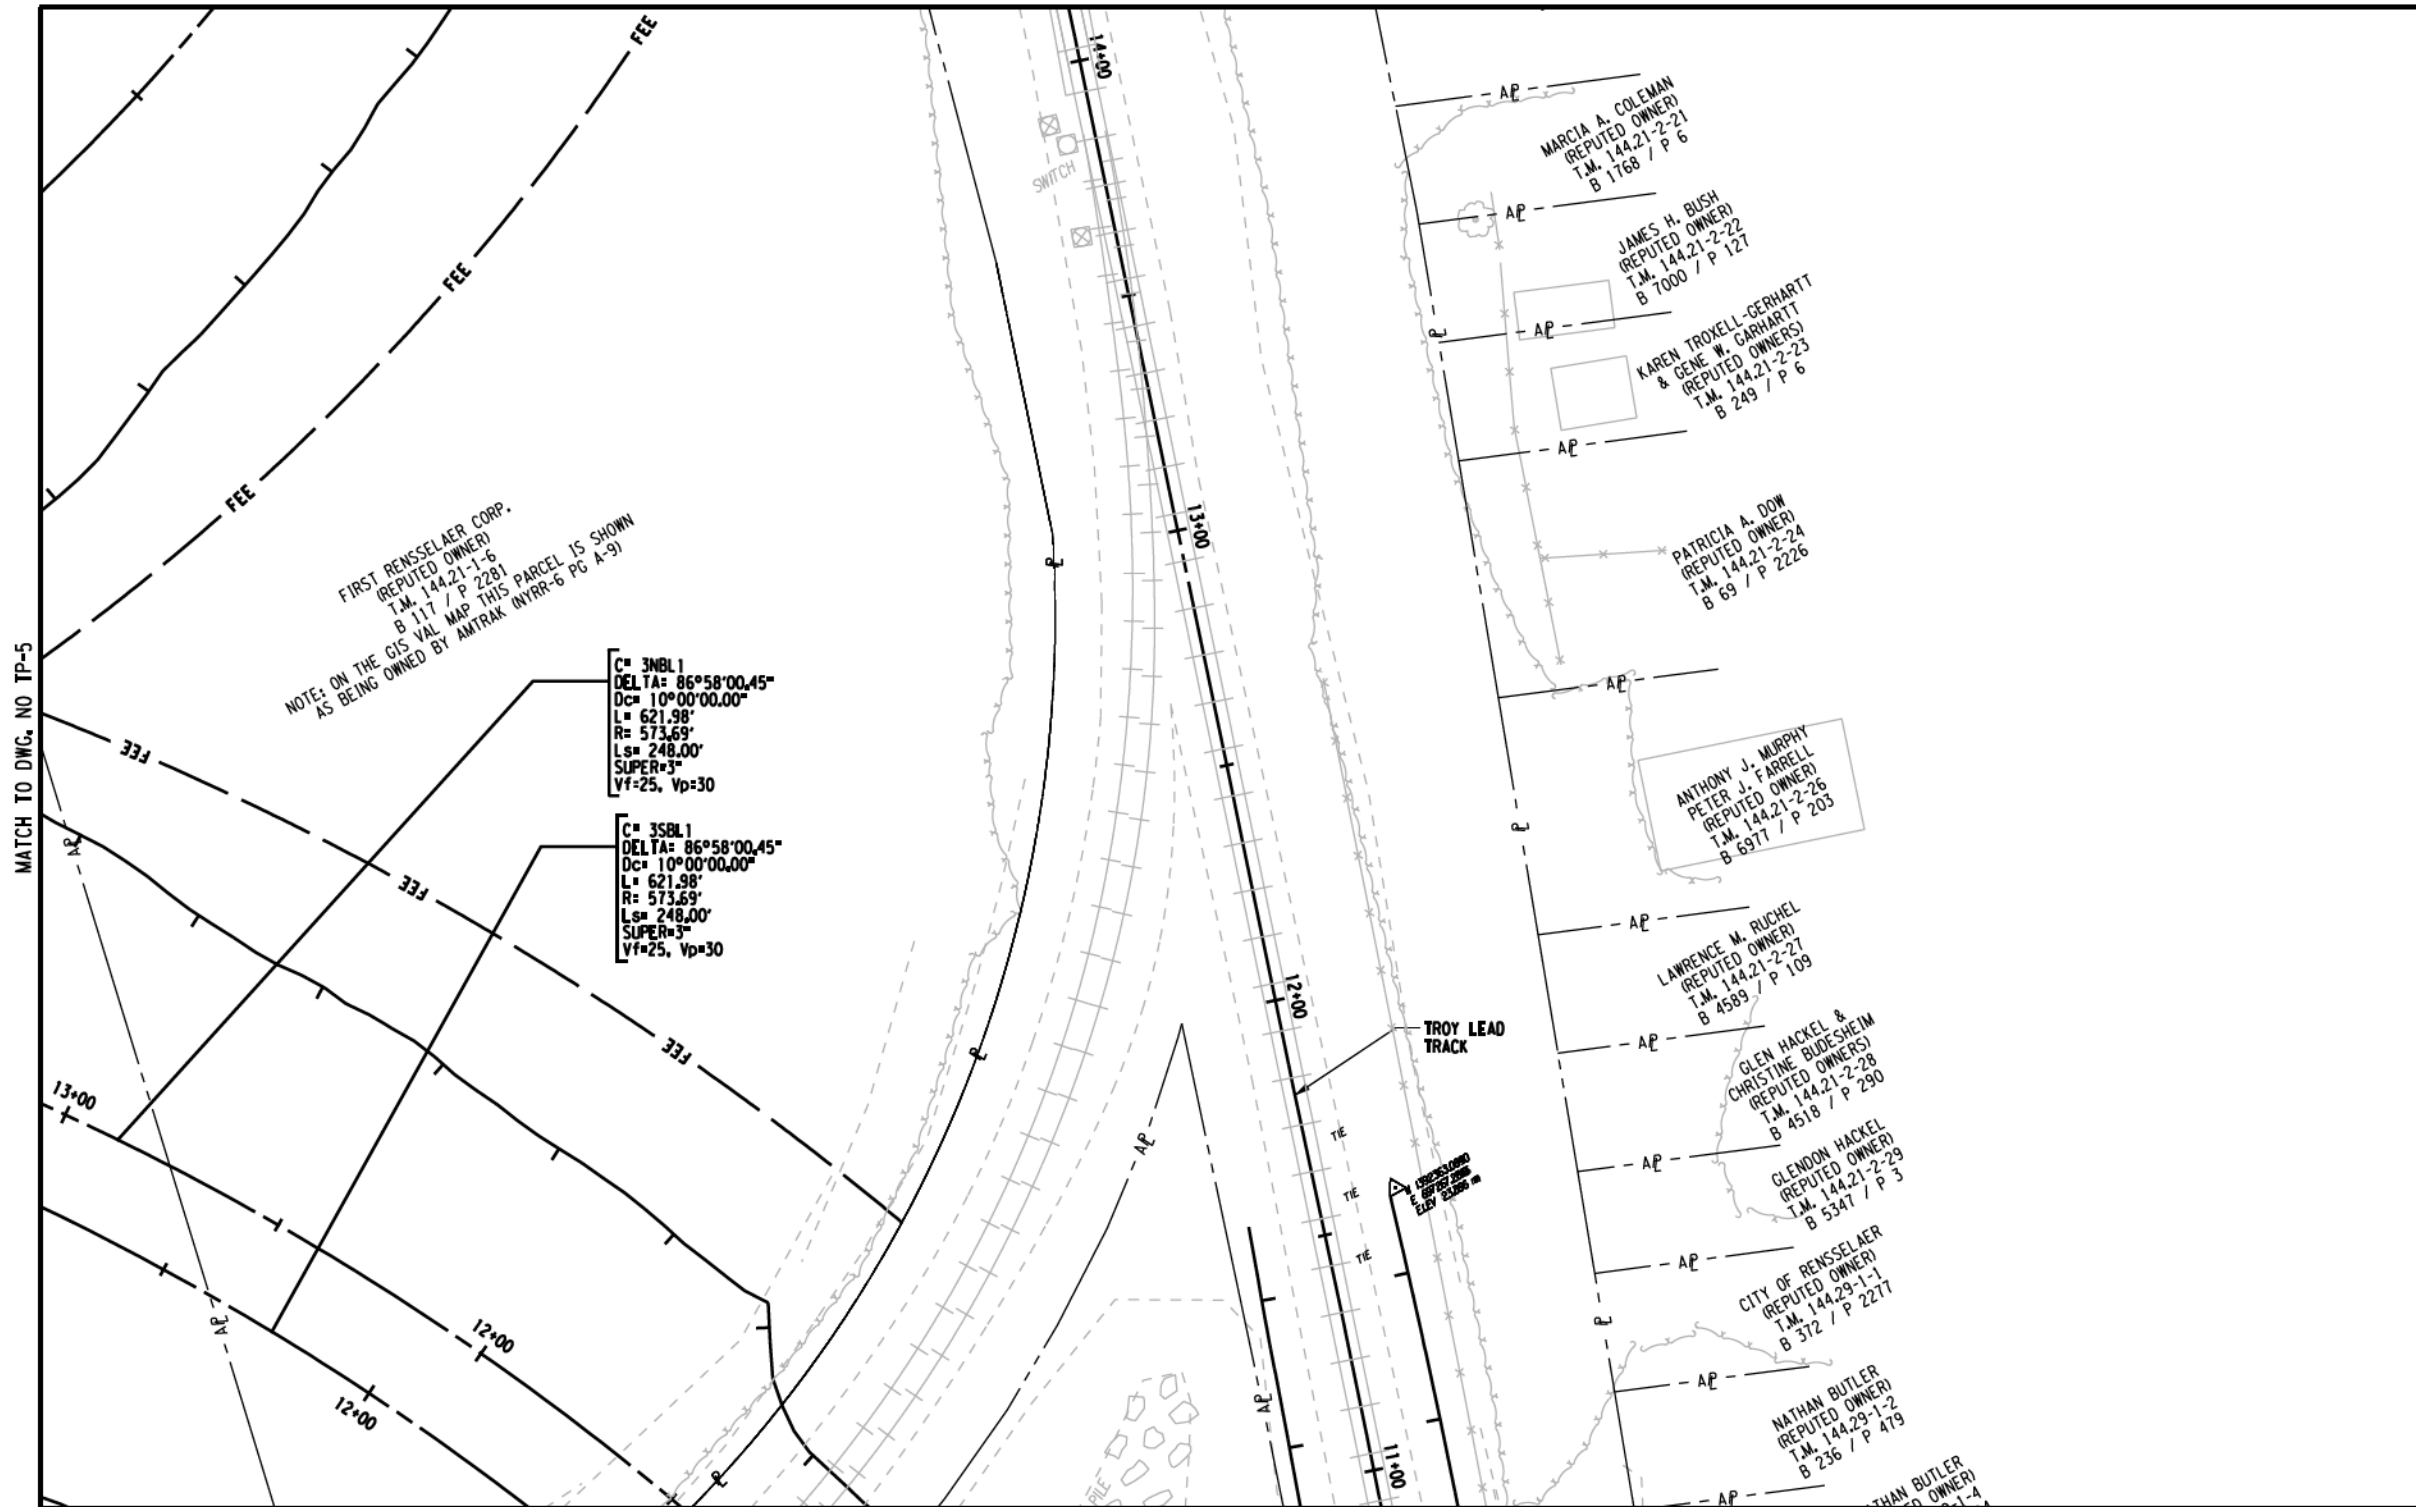 MATCH TO DWG. NO TP-5
FEE
FEE
FEE
FIRST RENSSELAER CORP.
(REPUTED OWNER)
T.M. 144.21-1-6
B 117 / P 2281
NOTE: ON THE GIS VAL MAP THIS PARCEL IS SHOWN
AS BEING OWNED BY AMTRAK (NYRR-6 PG A-9)
C= 3NBL1
DELTA= 86°58'00.45"
Dc= 10°00'00.00"
L= 621.98'
R= 573.69'
Ls= 248.00'
SUPER=3"
Vf=25, Vp=30
C= 3SBL1
DELTA= 86°58'00.45"
Dc= 10°00'00.00"
L= 621.98'
R= 573.69'
Ls= 248.00'
SUPER=3"
Vf=25, Vp=30
FEE
FEE
FEE
13+00
12+00
12+00
14+00
SWITCH
13+00
12+00
TROY LEAD
TRACK
TIE
TIE
TIE
11+00
PILE
MARCIA A. COLEMAN
(REPUTED OWNER)
T.M. 144.21-2-21
B 1768 / P 6
JAMES H. BUSH
(REPUTED OWNER)
T.M. 144.21-2-22
B 7000 / P 127
KAREN TROXELL-GERHARTT
& GENE W. GARHARTT
(REPUTED OWNERS)
T.M. 144.21-2-23
B 249 / P 6
PATRICIA A. DOW
(REPUTED OWNER)
T.M. 144.21-2-24
B 69 / P 2226
ANTHONY J. MURPHY
PETER J. FARRELL
(REPUTED OWNER)
T.M. 144.21-2-26
B 6977 / P 203
LAWRENCE M. RUCHEL
(REPUTED OWNER)
T.M. 144.21-2-27
B 4589 / P 109
GLEN HACKEL &
CHRISTINE BUDESHEIM
(REPUTED OWNERS)
T.M. 144.21-2-28
B 4518 / P 290
GLENDON HACKEL
(REPUTED OWNER)
T.M. 144.21-2-29
B 5347 / P 3
CITY OF RENSSELAER
(REPUTED OWNER)
T.M. 144.29-1-1
B 372 / P 2277
NATHAN BUTLER
(REPUTED OWNER)
T.M. 144.29-1-2
B 236 / P 479
THAN BUTLER
D OWNER)
-1-4